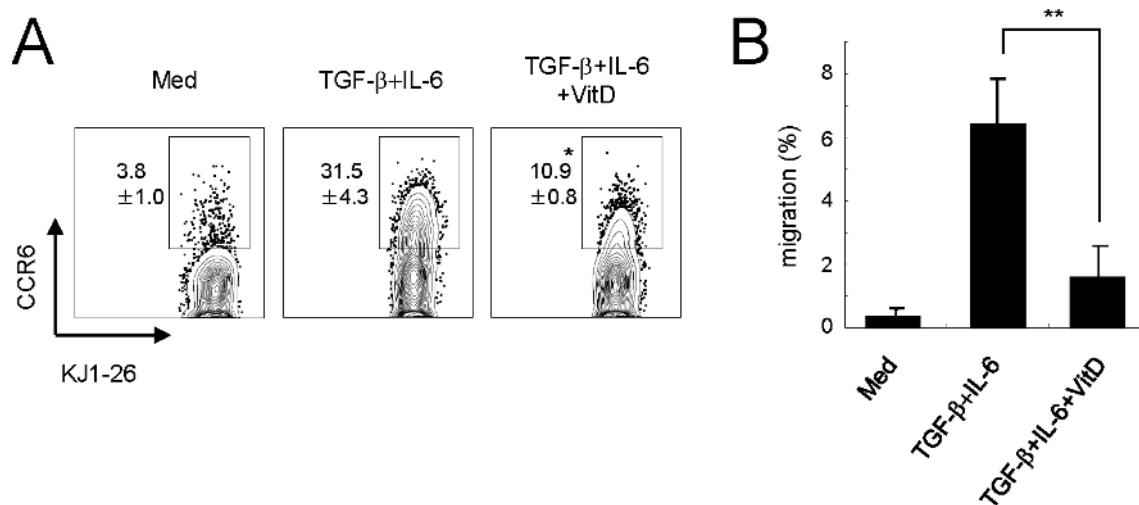 A
Med
TGF-β+IL-6
TGF-β+IL-6
+VitD
3.8
±1.0
31.5
±4.3
*
10.9
±0.8
CCR6
KJ1-26
B
**
migration (%)
8
6
4
2
0
Med
TGF-β+IL-6
TGF-β+IL-6+VitD